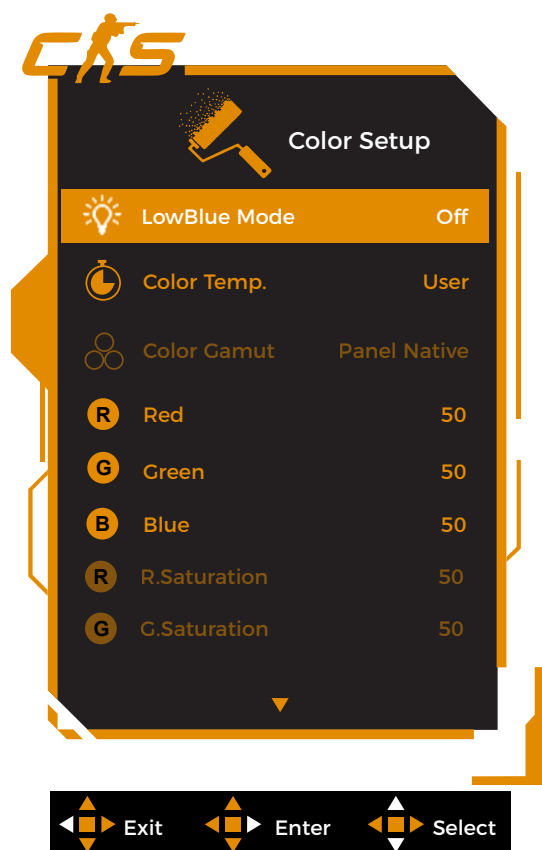 CS
Color Setup
LowBlue Mode Off
Color Temp. User
Color Gamut Panel Native
R Red 50
G Green 50
B Blue 50
R R.Saturation 50
G G.Saturation 50
Exit Enter Select